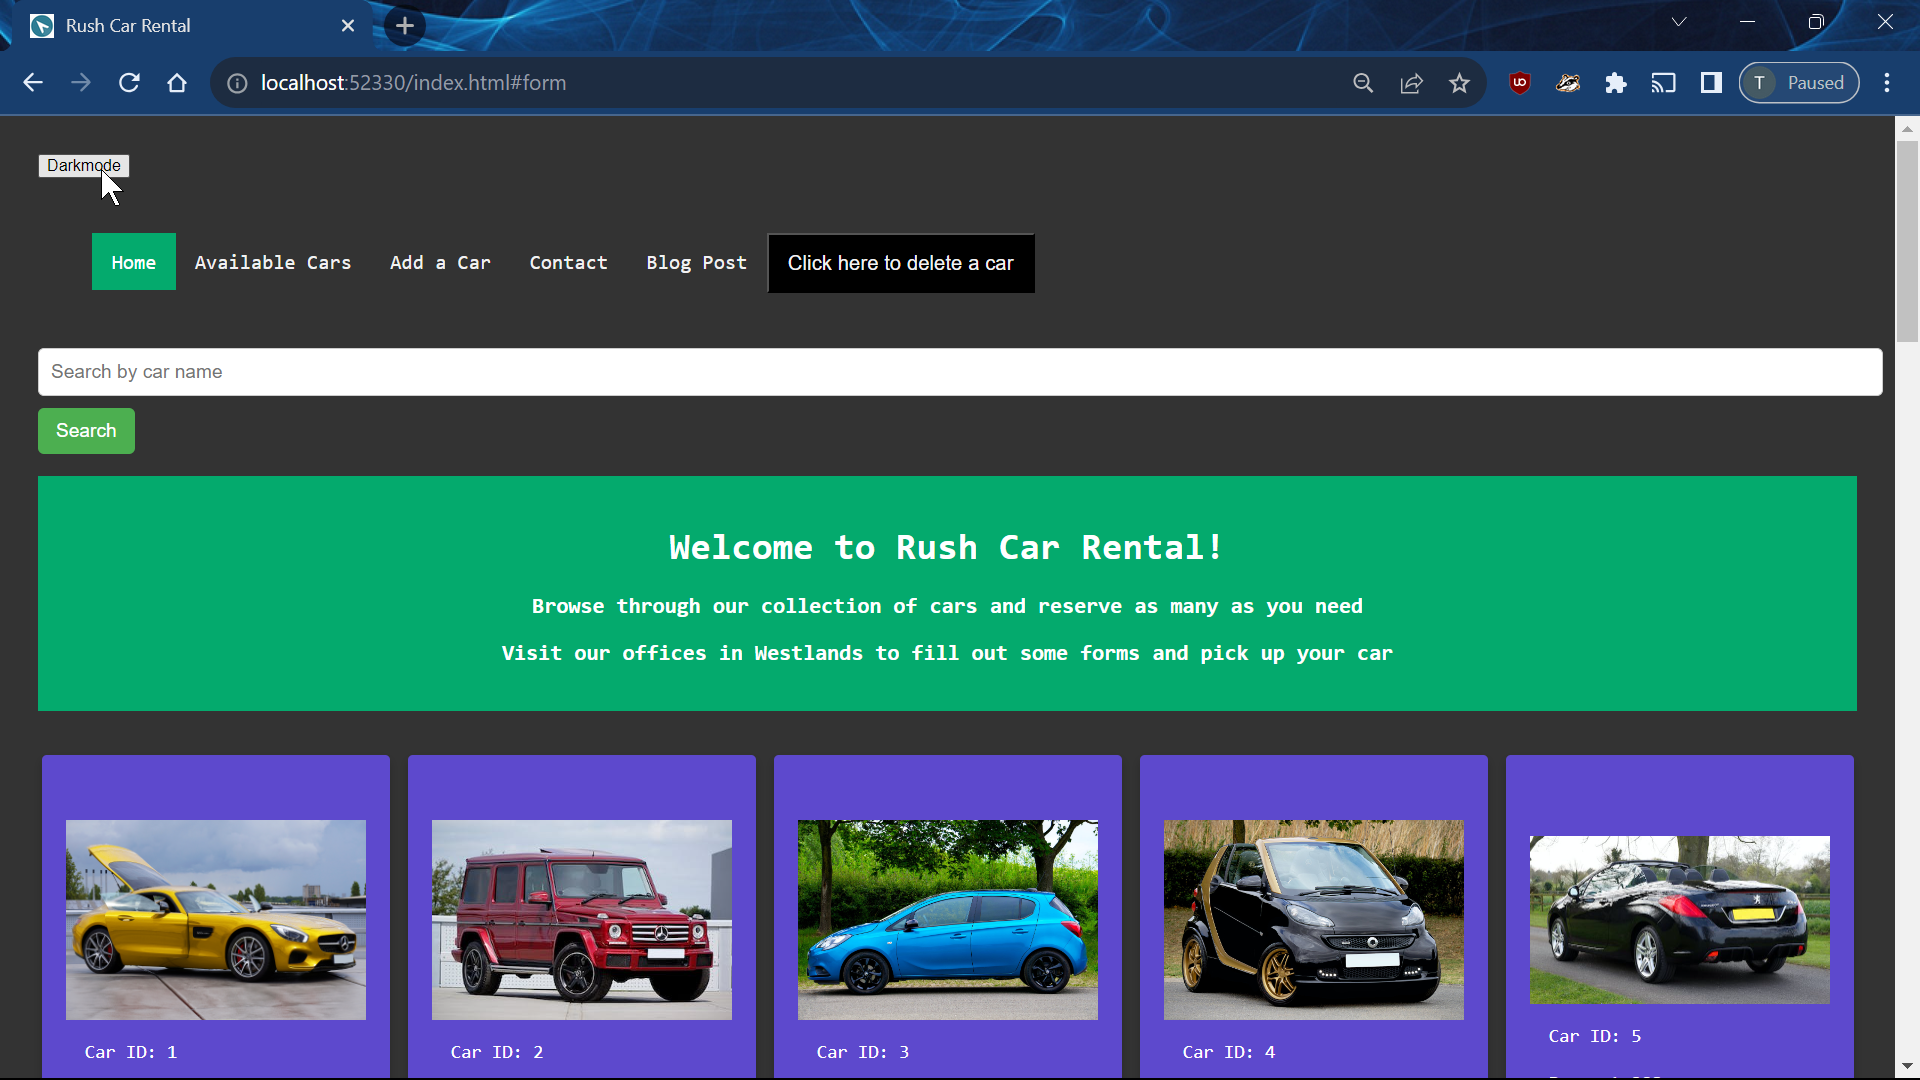 Rush Car Rental
localhost:52330/index.html#form
T Paused
Darkmode
Home Available Cars Add a Car Contact Blog Post Click here to delete a car
Search by car name
Search
Welcome to Rush Car Rental!
Browse through our collection of cars and reserve as many as you need
Visit our offices in Westlands to fill out some forms and pick up your car
Car ID: 1 Car ID: 2 Car ID: 3 Car ID: 4 Car ID: 5